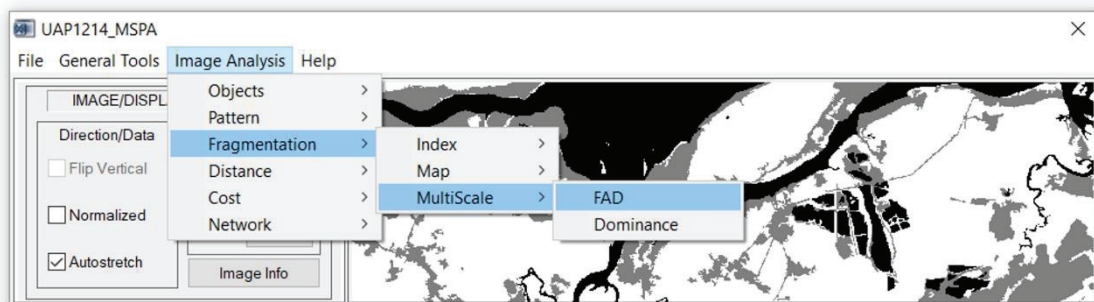 UAP1214_MSPA
File General Tools Image Analysis Help
IMAGE/DISPL
Direction/Data
Flip Vertical
Normalized
Autostretch
Image Info
Objects
Pattern
Fragmentation
Distance
Cost
Network
Index
Map
MultiScale
FAD
Dominance